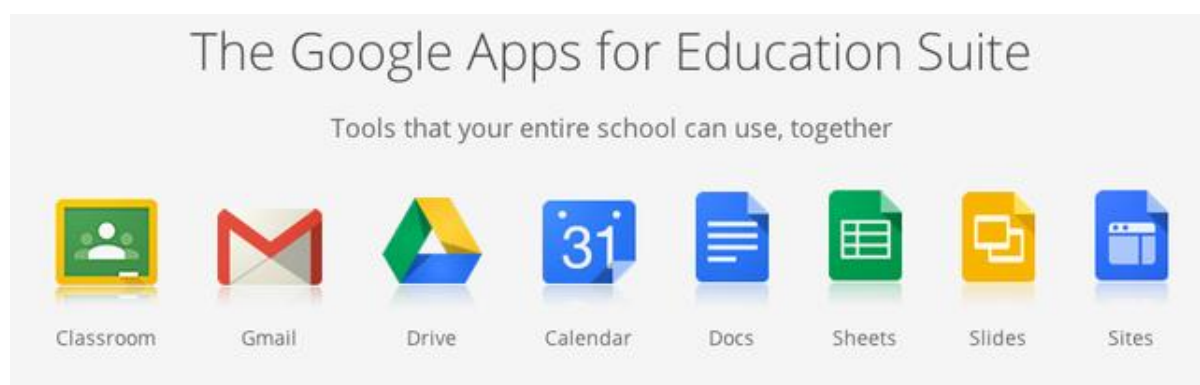 The Google Apps for Education Suite
Tools that your entire school can use, together
31
Classroom Gmail Drive Calendar Docs Sheets Slides Sites